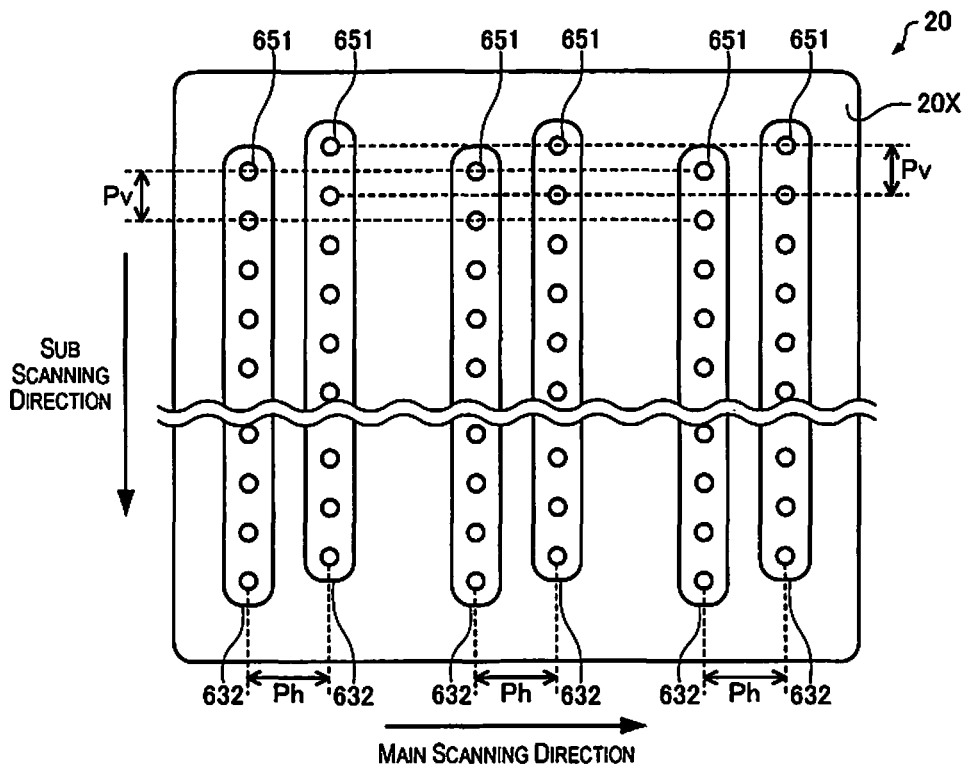 20
651 651 651 651 651 651
20X
Pv Pv
SUB
SCANNING
DIRECTION
632 Ph 632 632 Ph 632 632 Ph 632
MAIN SCANNING DIRECTION